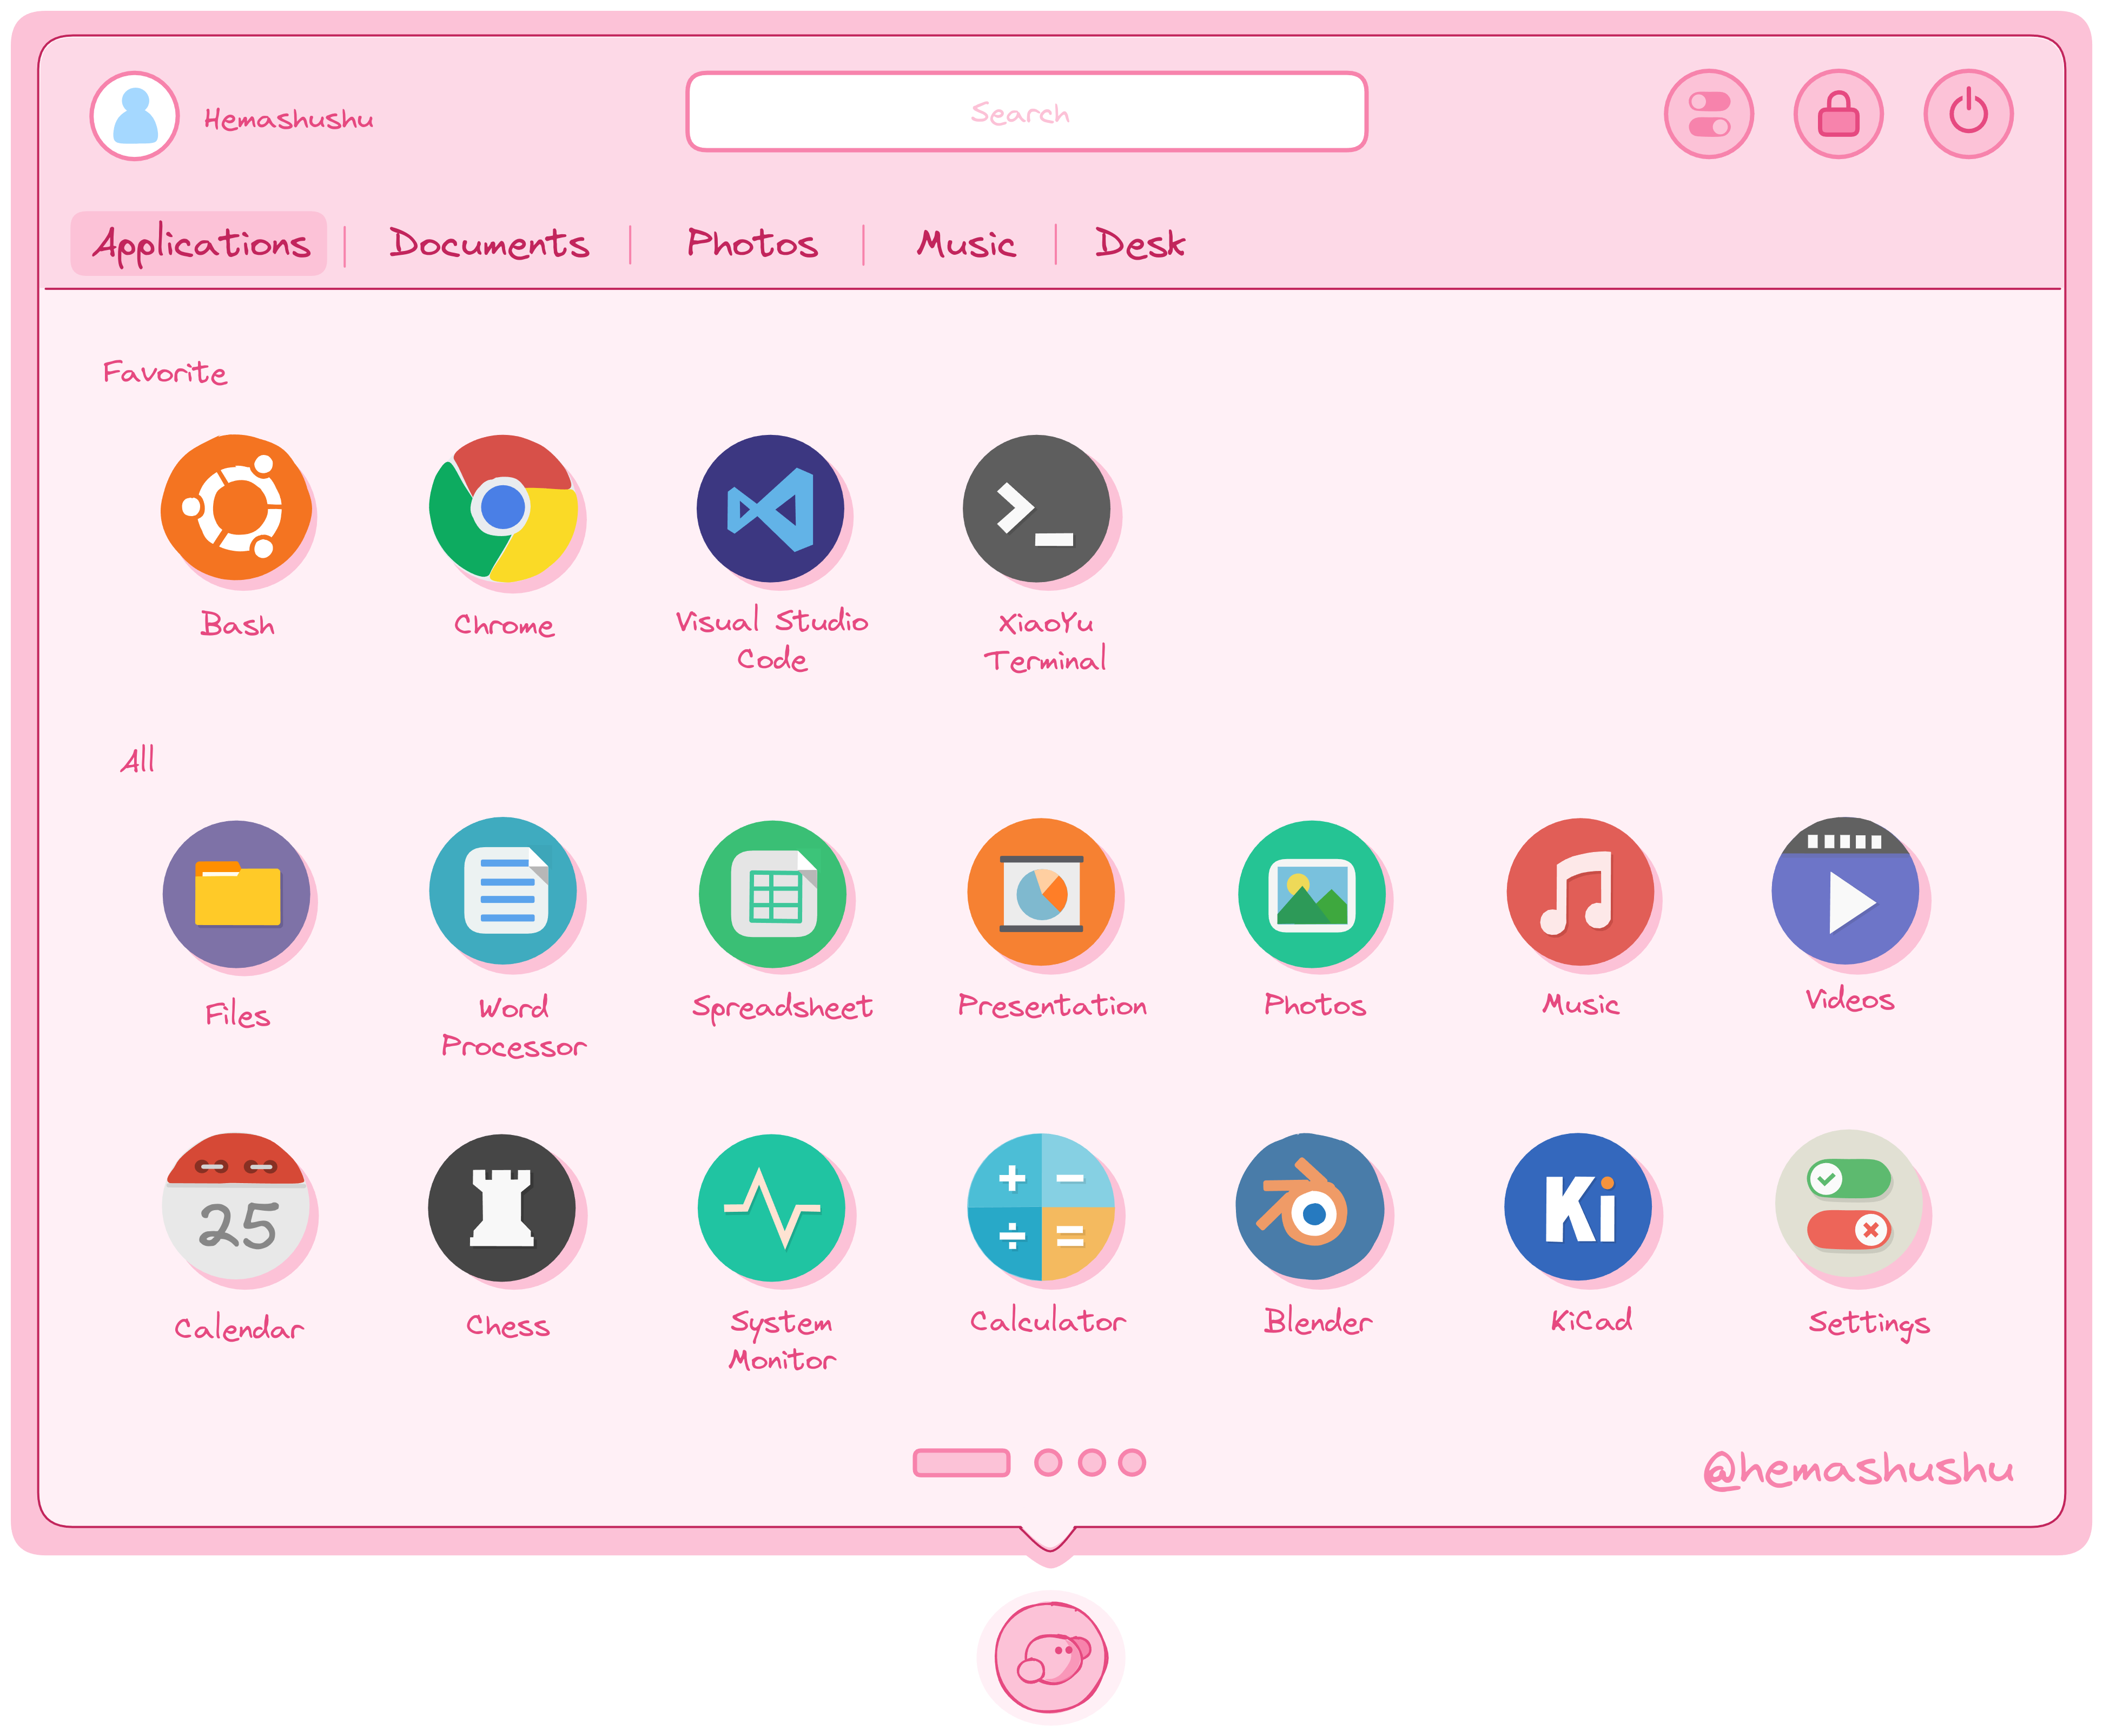 Hemashushu
Search
Applications
Documents
Photos
Music
Desk
Favorite
Bash
Chrome
Visual Studio
Code
XiaoYu
Terminal
All
Files
Word
Processor
Spreadsheet
Presentation
Photos
Music
Videos
25
Calendar
Chess
System
Monitor
Calculator
Blender
Ki
KiCad
Settings
@hemashushu